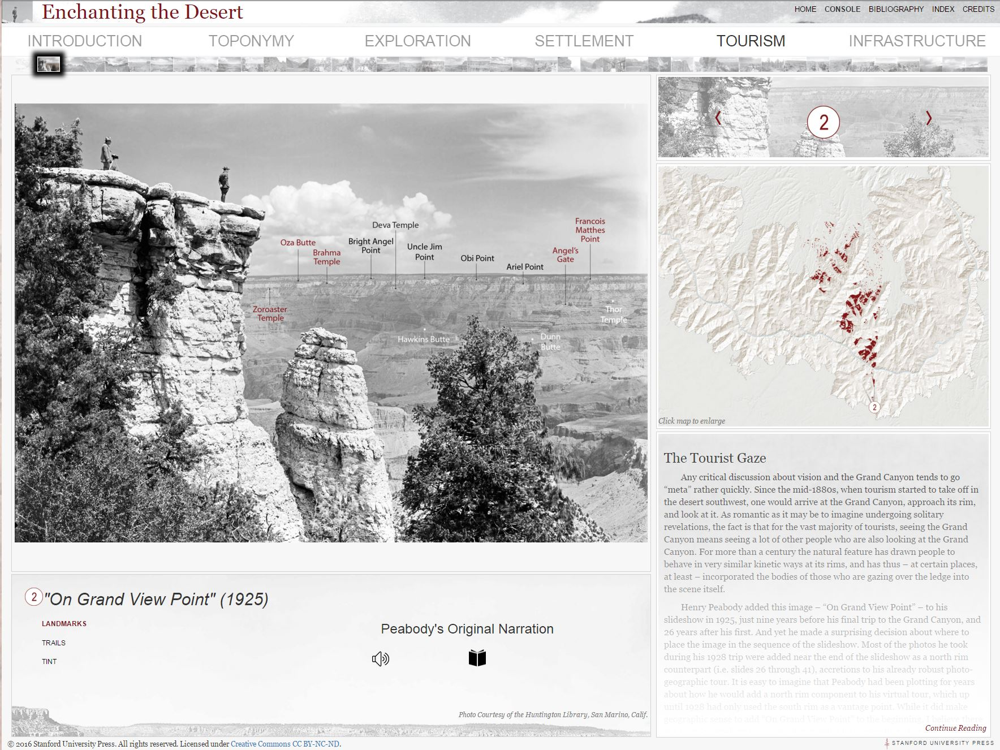 Enchanting the Desert
HOME CONSOLE BIBLIOGRAPHY INDEX CREDITS
INTRODUCTION TOPONYMY EXPLORATION SETTLEMENT TOURISM INFRASTRUCTURE
Oza Butte
Brahma
Temple
Bright Angel
Point
Deva Temple
Uncle Jim
Point
Obi Point
Ariel Point
Angel's
Gate
Francois
Matthes
Point
Zoroaster
Temple
Hawkins Butte
Dunn
Butte
Thor
Temple
2
2
Click map to enlarge
The Tourist Gaze
Any critical discussion about vision and the Grand Canyon tends to go
“meta” rather quickly. Since the mid-1880s, when tourism started to take off in
the desert southwest, one would arrive at the Grand Canyon, approach its rim,
and look at it. As romantic as it may be to imagine undergoing solitary
revelations, the fact is that for the vast majority of tourists, seeing the Grand
Canyon means seeing a lot of other people who are also looking at the Grand
Canyon. For more than a century the natural feature has drawn people to
behave in very similar kinetic ways at its rims, and has thus – at certain places,
at least – incorporated the bodies of those who are gazing over the ledge into
the scene itself.
Henry Peabody added this image – “On Grand View Point” – to his
slideshow in 1925, just nine years before his final trip to the Grand Canyon, and
26 years after his first. And yet he made a surprising decision about where to
place the image in the sequence of the slideshow. Most of the photos he took
during his 1928 trip were added near the end of the slideshow as a north rim
counterpart (i.e. slides 26 through 41), accretions to his already robust photo-
geographic tour. It is easy to imagine that Peabody had been plotting for years
about how he would add a north rim component to his virtual tour, which up
until 1928 had only used the south rim as a vantage point. While it did make
geographic sense to add “On Grand View Point” to the beginning, I believe there
Continue Reading
2 "On Grand View Point" (1925)
LANDMARKS
TRAILS
TINT
Peabody's Original Narration
Photo Courtesy of the Huntington Library, San Marino, Calif.
© 2016 Stanford University Press. All rights reserved. Licensed under Creative Commons CC BY-NC-ND.
STANFORD UNIVERSITY PRESS